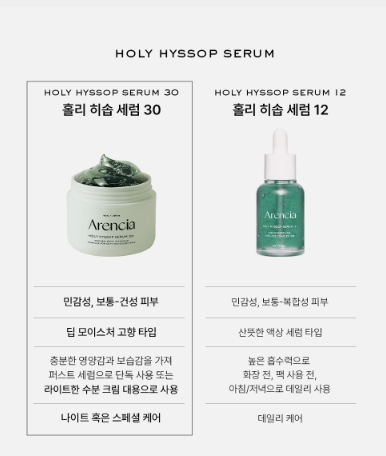 HOLY HYSSOP SERUM
HOLY HYSSOP SERUM 30
홀리 히솝 세럼 30
Arencia
민감성, 보통-건성 피부
딥 모이스처 고향 타입
충분한 영양감과 보습감을 가져
퍼스트 세럼으로 단독 사용 또는
라이트한 수분 크림 대용으로 사용
나이트 혹은 스페셜 케어
HOLY HYSSOP SERUM 12
홀리 히솝 세럼 12
Arencia
민감성, 보통-복합성 피부
산뜻한 액상 세럼 타입
높은 흡수력으로
화장 전, 팩 사용 전,
아침/저녁으로 데일리 사용
데일리 케어